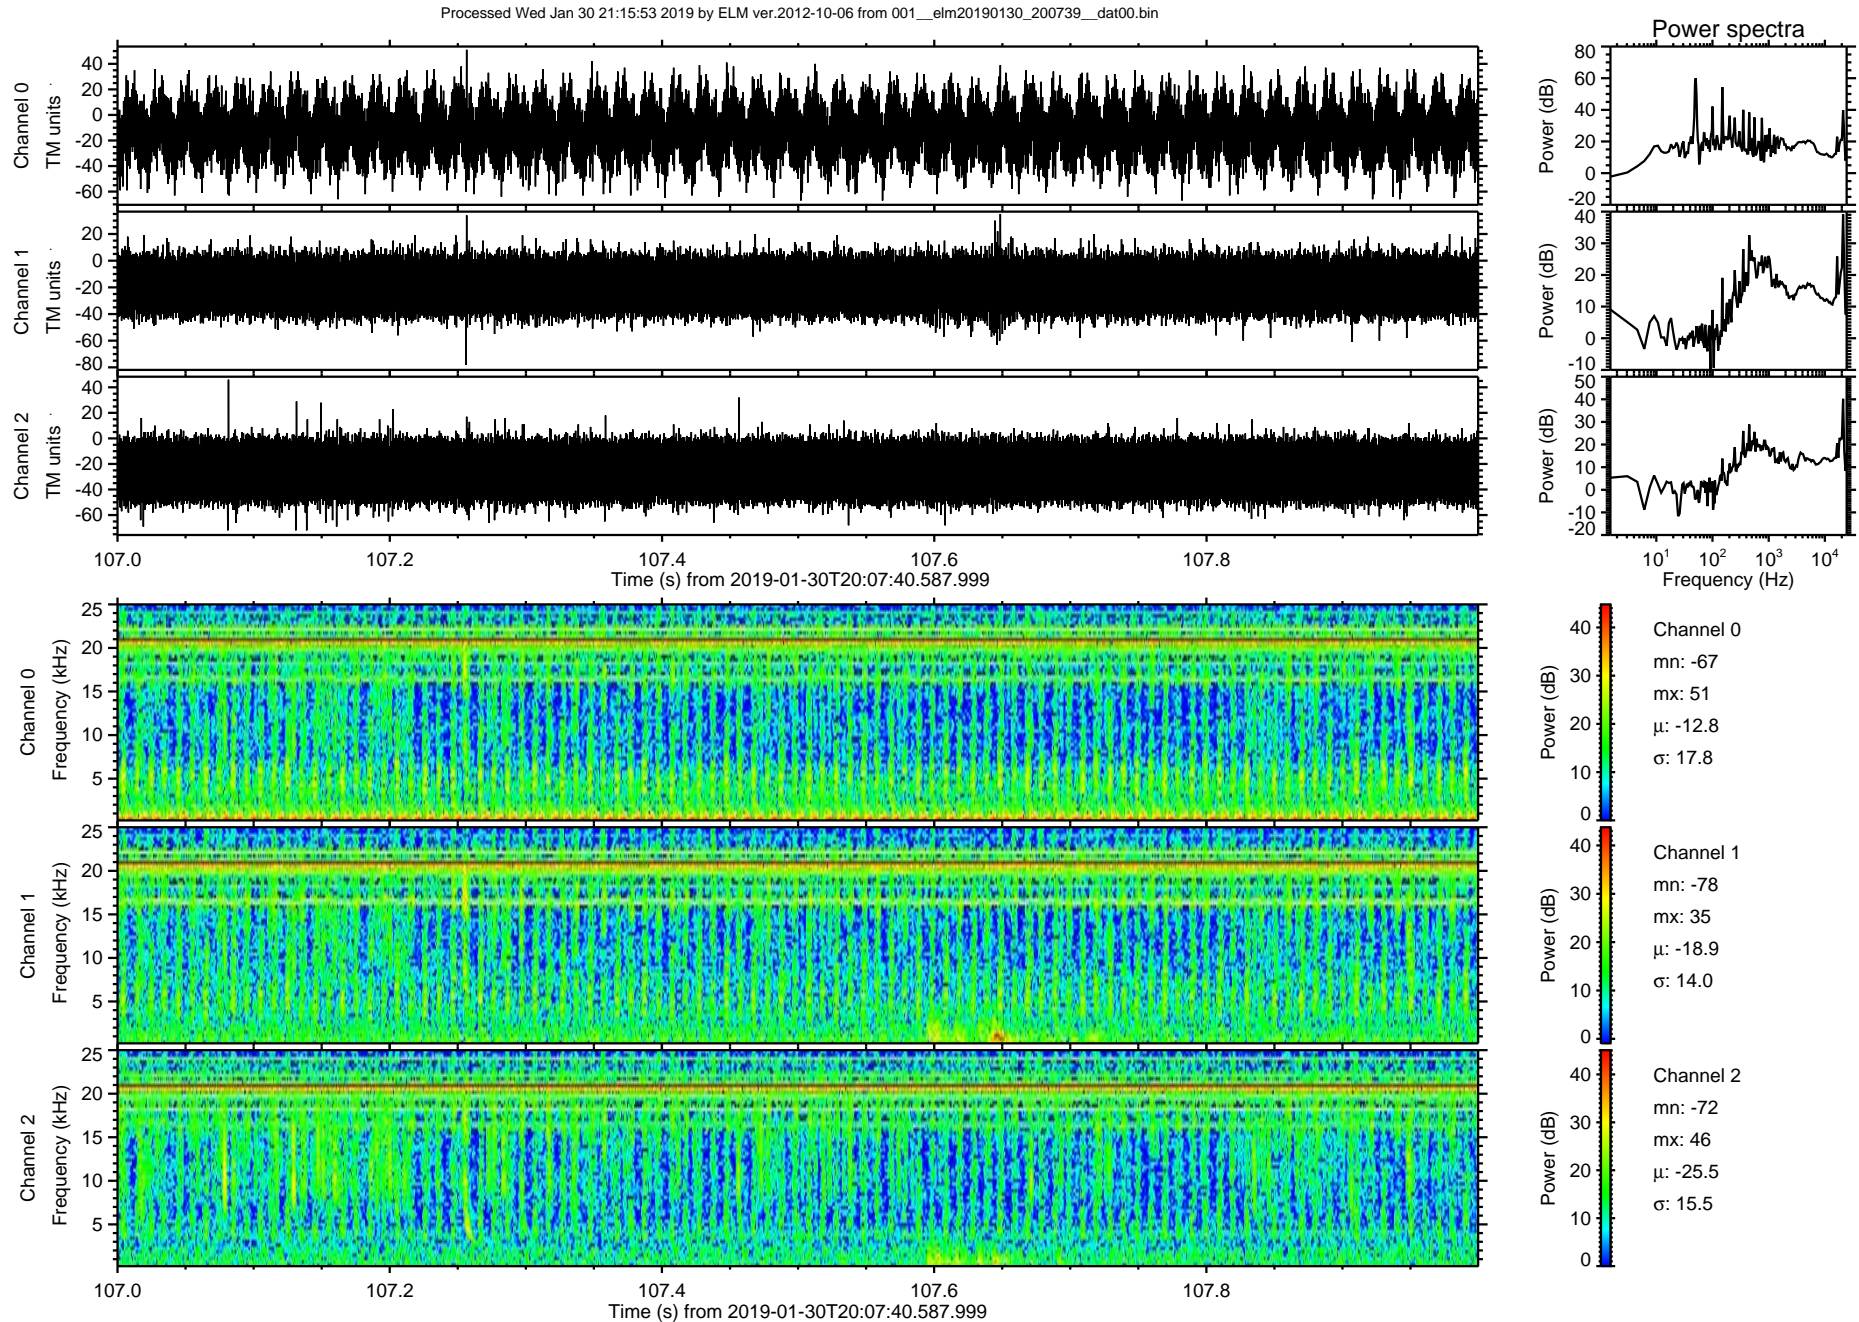 Processed Wed Jan 30 21:15:53 2019 by ELM ver.2012-10-06 from 001__elm20190130_200739__dat00.bin
Power spectra
Channel 0
TM units
40
20
0
-20
-40
-60
Power (dB)
80
60
40
20
0
-20
Channel 1
TM units
20
0
-20
-40
-60
-80
Power (dB)
40
30
20
10
0
-10
Channel 2
TM units
40
20
0
-20
-40
-60
Power (dB)
50
40
30
20
10
0
-10
-20
107.0 107.2 107.4 107.6 107.8
Time (s) from 2019-01-30T20:07:40.587.999
10¹ 10² 10³ 10⁴
Frequency (Hz)
Channel 0
Frequency (kHz)
25
20
15
10
5
Power (dB)
40
30
20
10
0
Channel 0
mn: -67
mx: 51
µ: -12.8
σ: 17.8
Channel 1
Frequency (kHz)
25
20
15
10
5
Power (dB)
40
30
20
10
0
Channel 1
mn: -78
mx: 35
µ: -18.9
σ: 14.0
Channel 2
Frequency (kHz)
25
20
15
10
5
Power (dB)
40
30
20
10
0
Channel 2
mn: -72
mx: 46
µ: -25.5
σ: 15.5
107.0 107.2 107.4 107.6 107.8
Time (s) from 2019-01-30T20:07:40.587.999